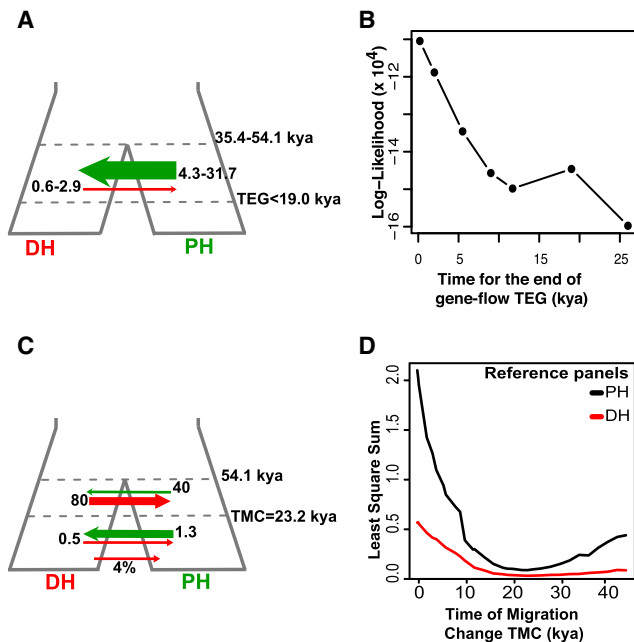 A
35.4-54.1 kya
0.6-2.9
4.3-31.7
TEG<19.0 kya
DH
PH
B
Log–Likelihood (x 10⁴)
−12
−14
−16
0
5
10
15
20
25
Time for the end of
gene-flow TEG (kya)
C
54.1 kya
40
80
TMC=23.2 kya
0.5
1.3
4%
DH
PH
D
Reference panels
PH
DH
Least Square Sum
2.0
1.5
1.0
0.5
0.0
0
10
20
30
40
Time of Migration
Change TMC (kya)